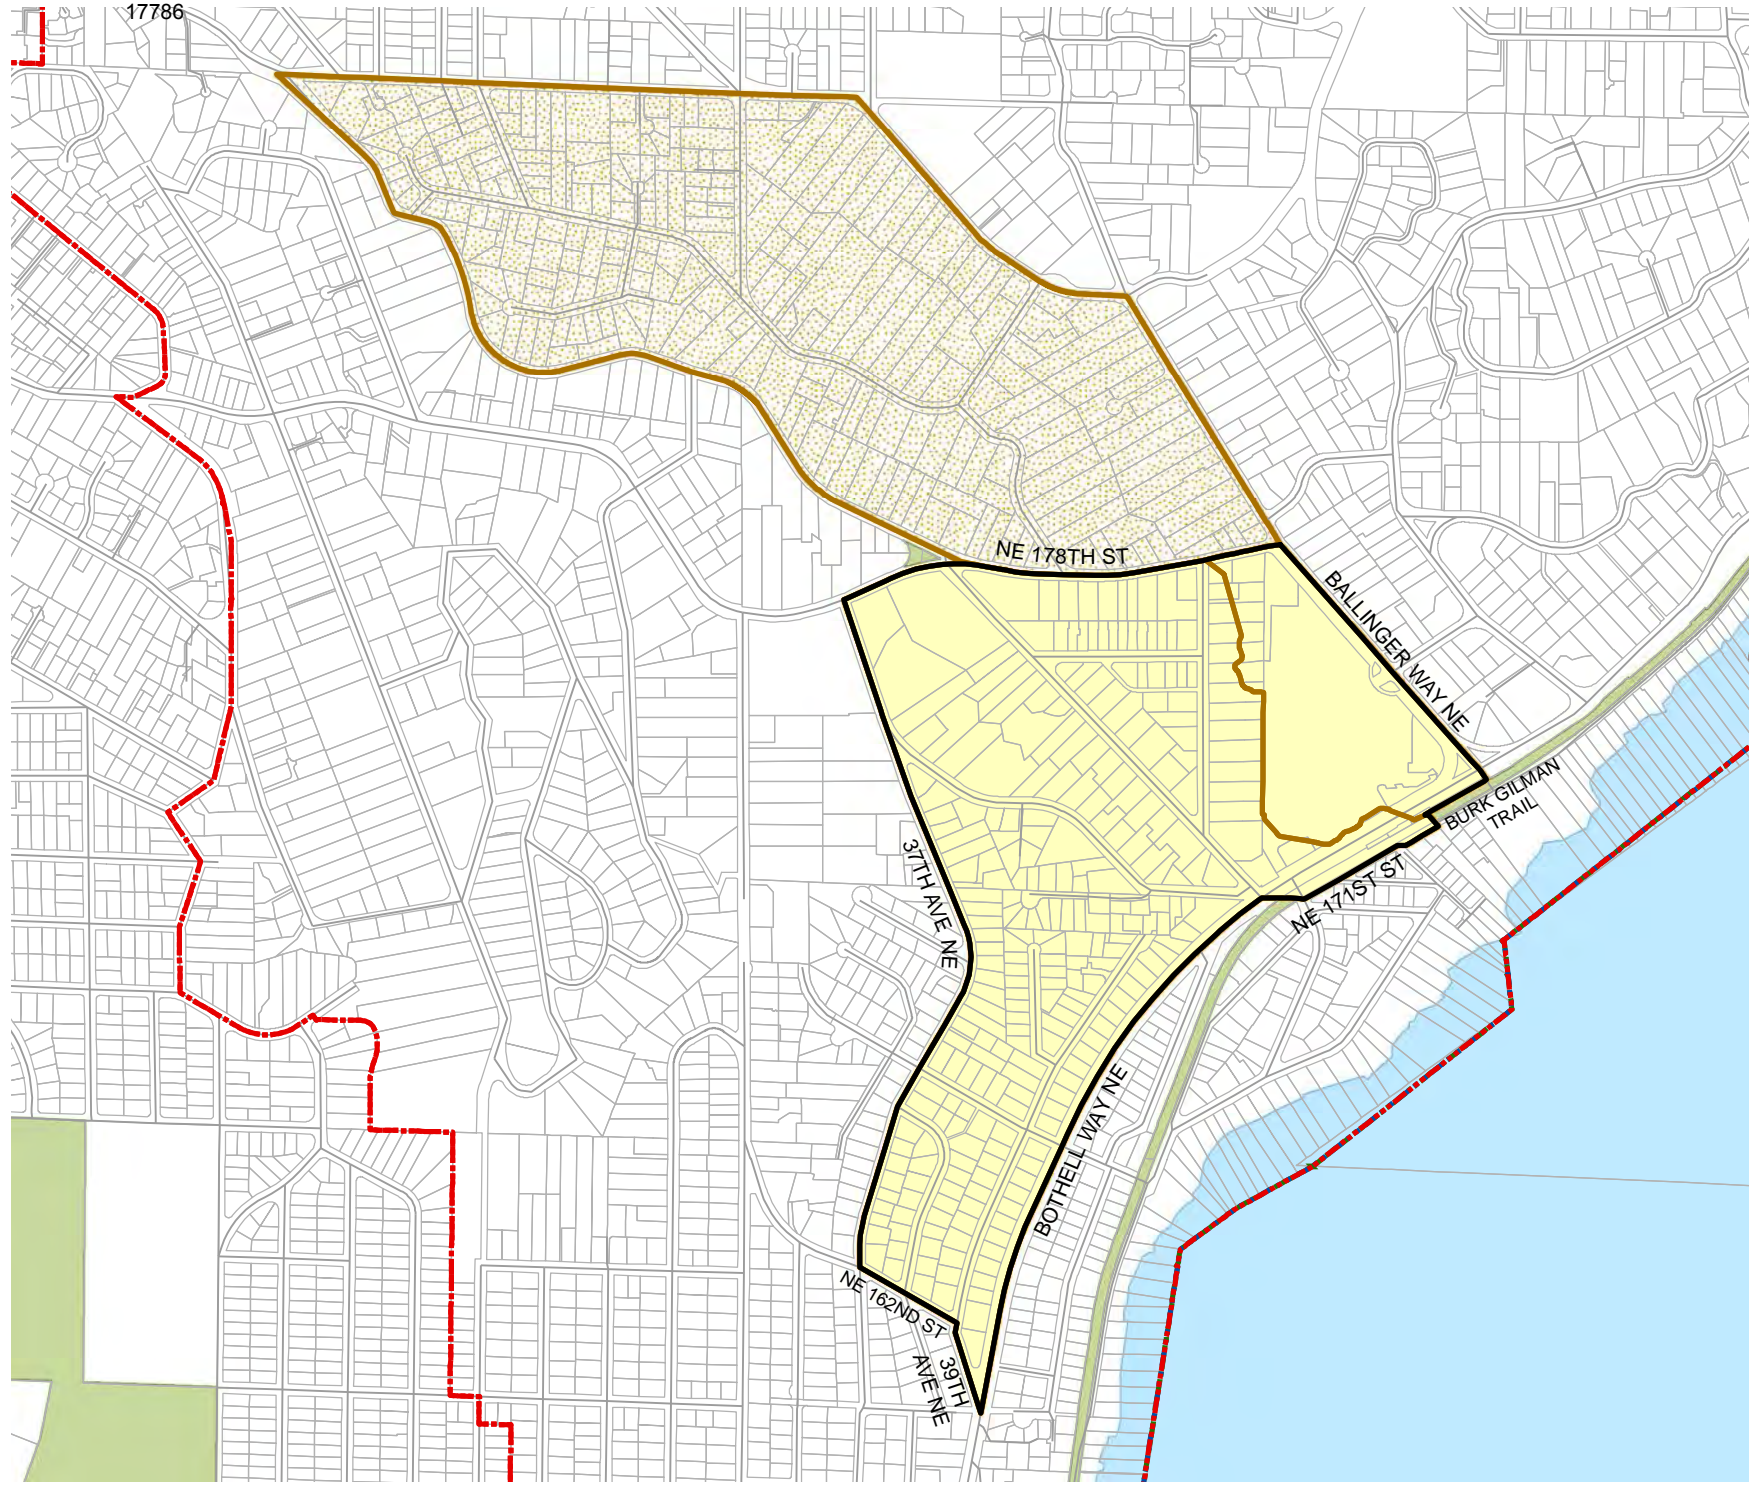 17786
NE 178TH ST
BALLINGER WAY NE
BURK GILMAN
TRAIL
NE 171ST ST
37TH AVE NE
BOTHELL WAY NE
NE 162ND ST
39TH
AVE NE